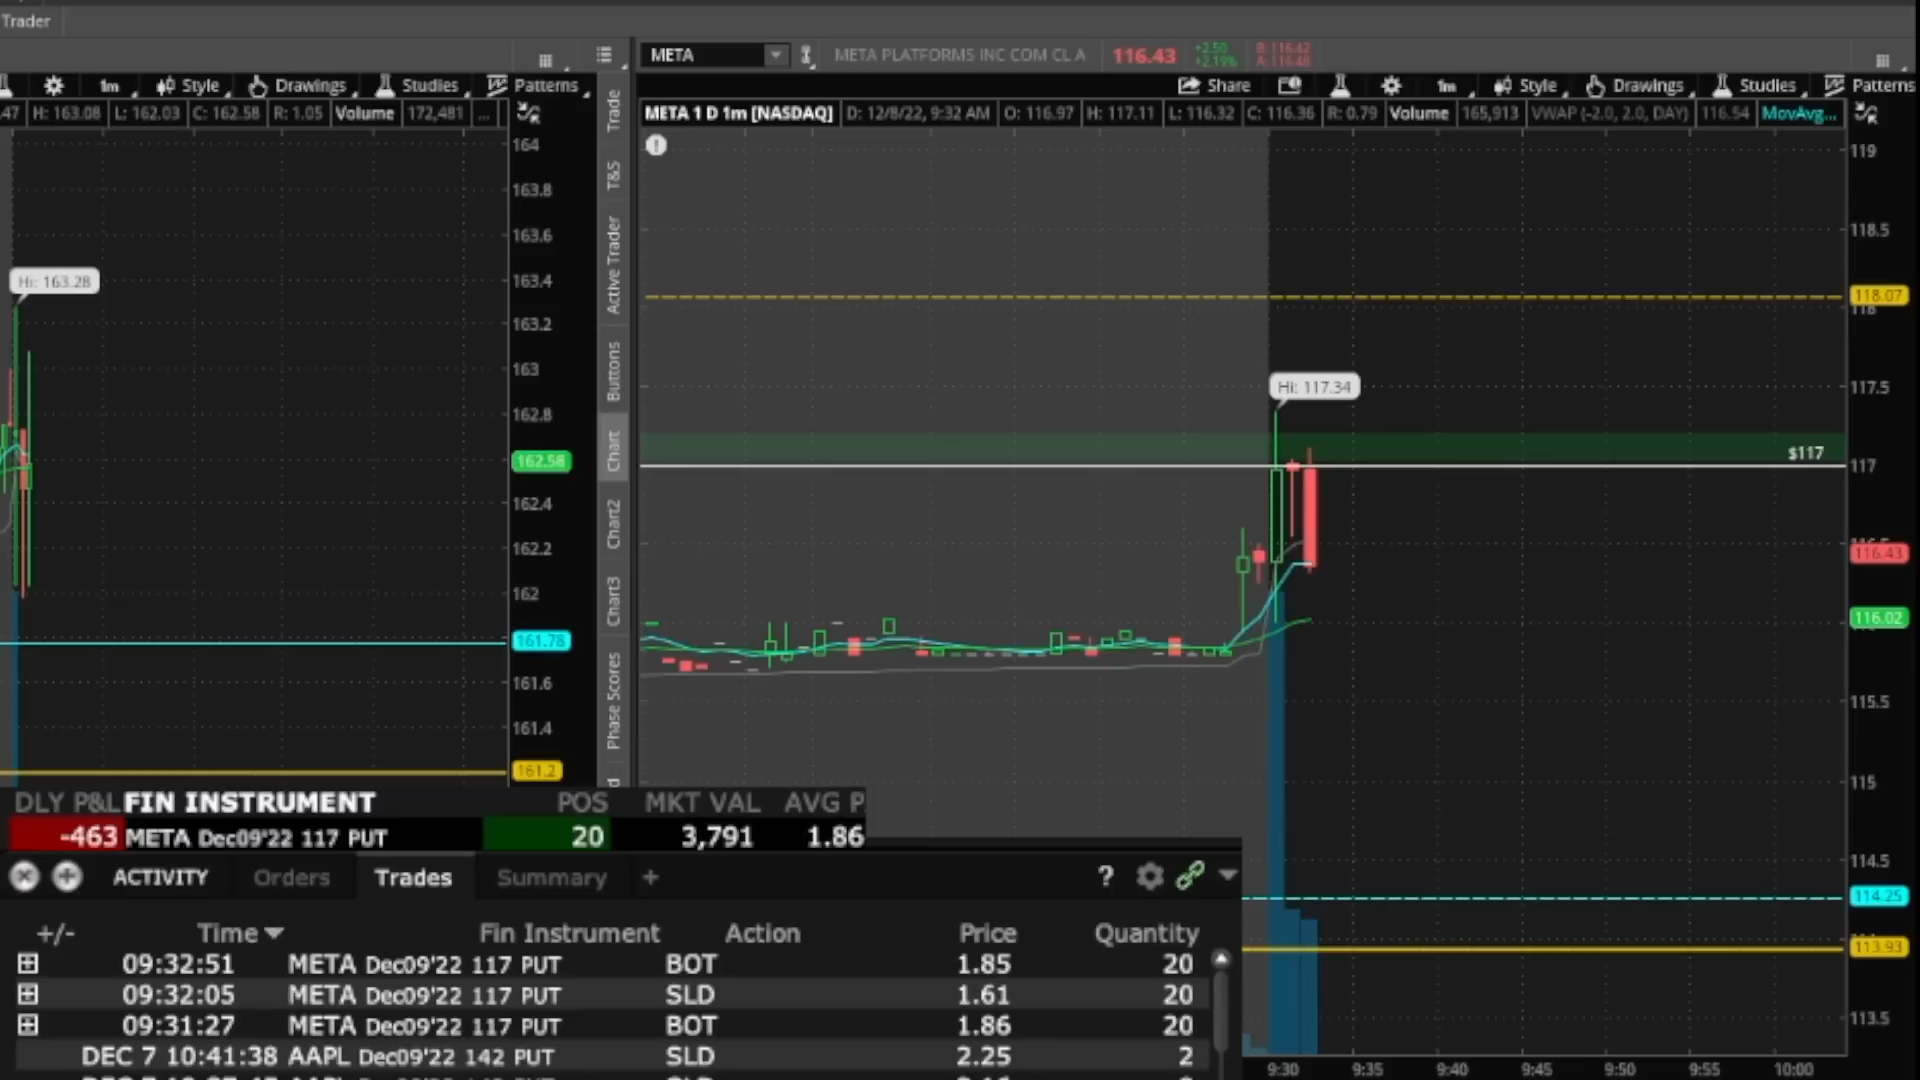 Trader
META META PLATFORMS INC COM CL A 116.43 +2.50 +2.19% B: 116.42 A: 116.48
1m Style Drawings Studies Patterns
Share 1m Style Drawings Studies Patterns
47 H: 163.08 L: 162.03 C: 162.58 R: 1.05 Volume 172,481 ...
META 1 D 1m [NASDAQ] D: 12/8/22, 9:32 AM O: 116.97 H: 117.11 L: 116.32 C: 116.36 R: 0.79 Volume 165,913 VWAP (-2.0, 2.0, DAY) 116.54 MovAvg...
164
163.8
163.6
163.4
163.2
163
162.8
162.58
162.4
162.2
162
161.78
161.6
161.4
161.2
Hi: 163.28
Trade
T&S
Active Trader
Buttons
Chart
Chart2
Chart3
Phase Scores
Hi: 117.34
$117
119
118.5
118.07
118
117.5
117
116.43
116.02
115.5
115
114.5
114.25
113.93
113.5
9:30 9:35 9:40 9:45 9:50 9:55 10:00
DLY P&L FIN INSTRUMENT POS MKT VAL AVG P
-463 META Dec09'22 117 PUT 20 3,791 1.86
ACTIVITY Orders Trades Summary + ?
+/- Time Fin Instrument Action Price Quantity
09:32:51 META Dec09'22 117 PUT BOT 1.85 20
09:32:05 META Dec09'22 117 PUT SLD 1.61 20
09:31:27 META Dec09'22 117 PUT BOT 1.86 20
DEC 7 10:41:38 AAPL Dec09'22 142 PUT SLD 2.25 2